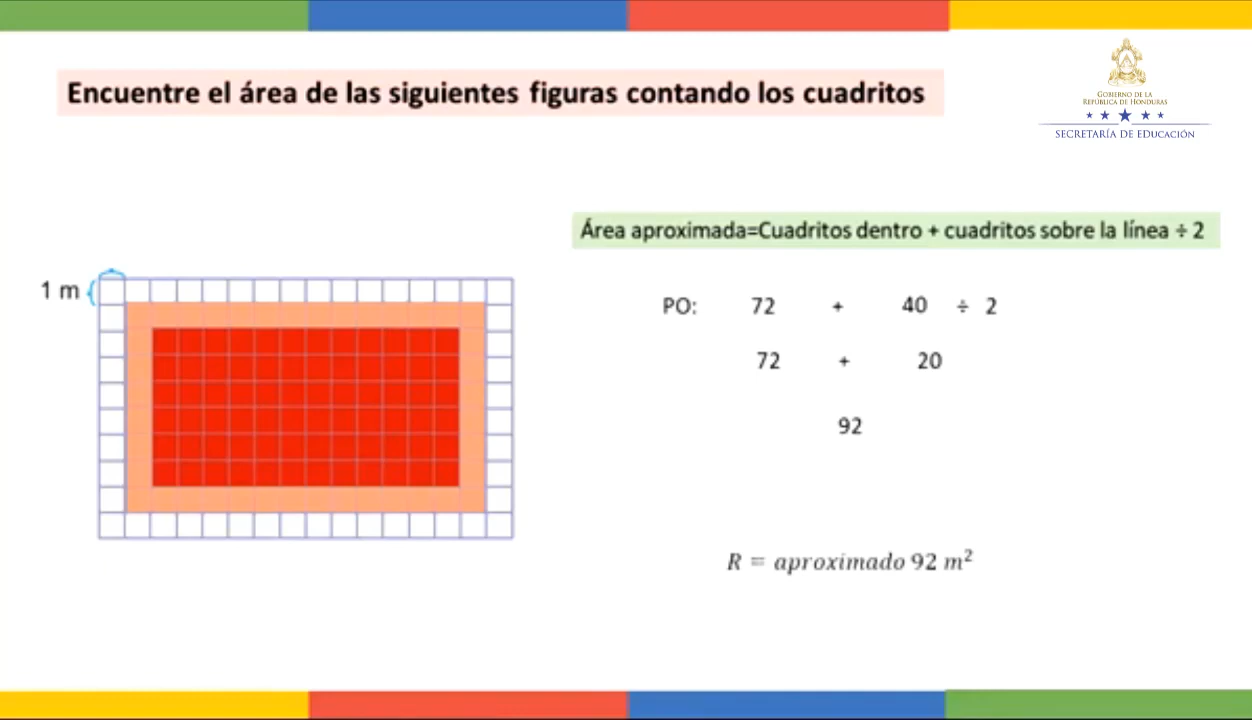 Encuentre el área de las siguientes figuras contando los cuadritos
GOBIERNO DE LA
REPÚBLICA DE HONDURAS
SECRETARÍA DE EDUCACIÓN
Área aproximada=Cuadritos dentro + cuadritos sobre la línea ÷ 2
1 m
PO: 72 + 40 ÷ 2
72 + 20
92
R = aproximado 92 m²